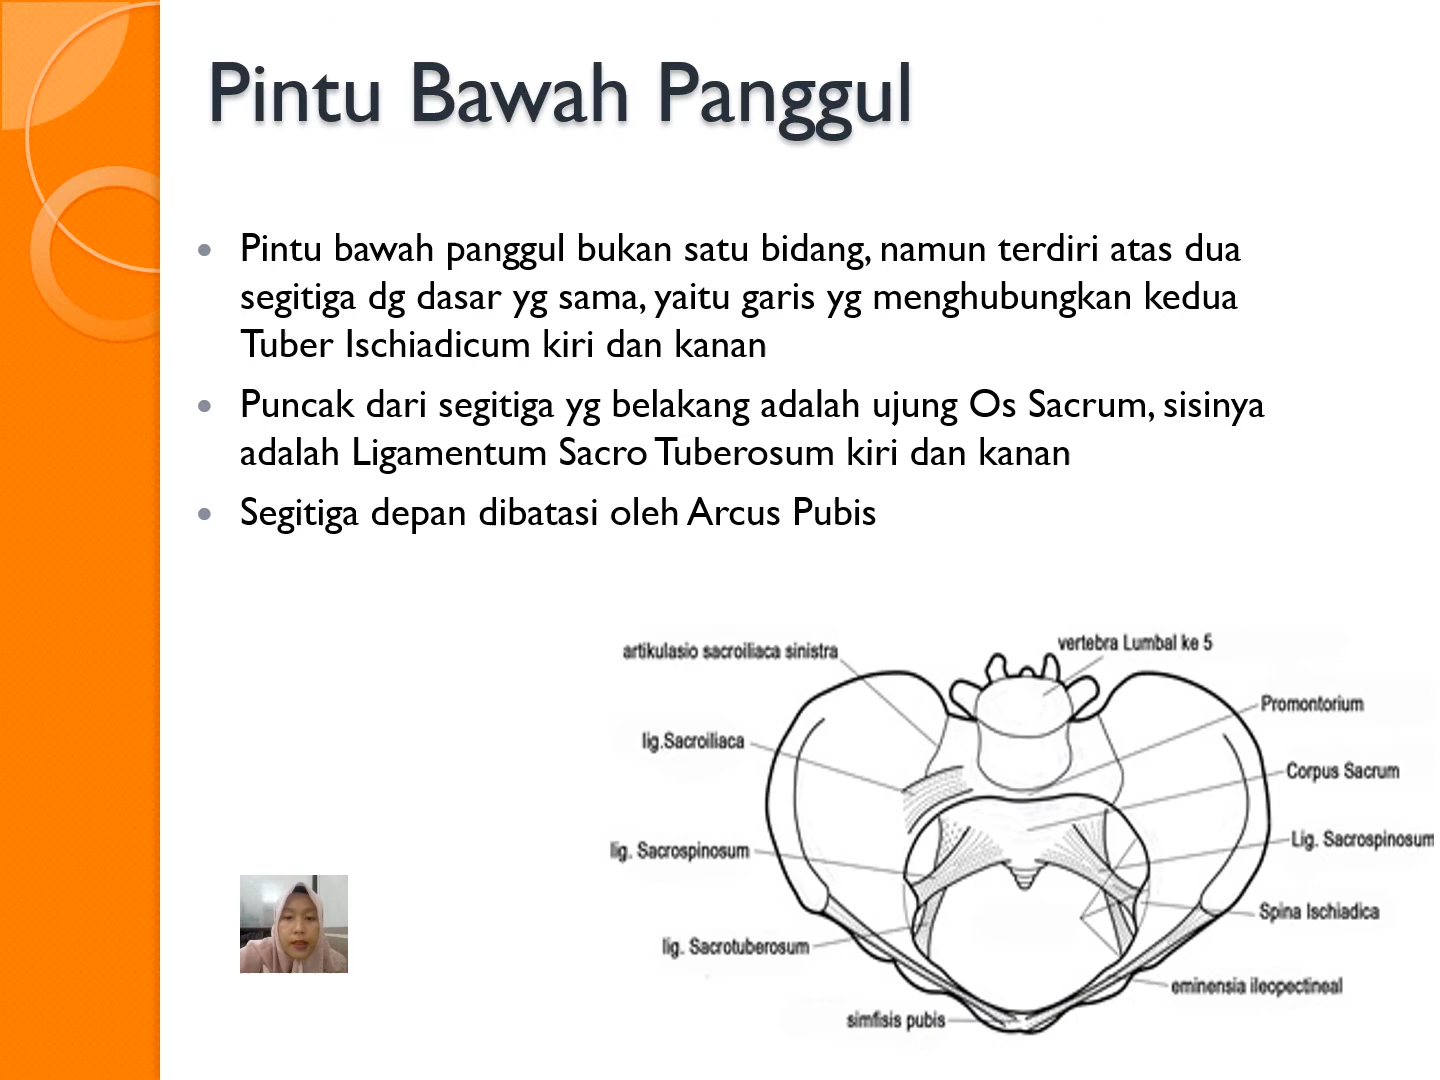 Pintu Bawah Panggul
Pintu bawah panggul bukan satu bidang, namun terdiri atas dua
segitiga dg dasar yg sama, yaitu garis yg menghubungkan kedua
Tuber Ischiadicum kiri dan kanan
Puncak dari segitiga yg belakang adalah ujung Os Sacrum, sisinya
adalah Ligamentum Sacro Tuberosum kiri dan kanan
Segitiga depan dibatasi oleh Arcus Pubis
artikulasio sacroiliaca sinistra
vertebra Lumbal ke 5
Promontorium
lig.Sacroiliaca
Corpus Sacrum
lig. Sacrospinosum
Lig. Sacrospinosum
Spina Ischiadica
lig. Sacrotuberosum
eminensia ileopectineal
simfisis pubis